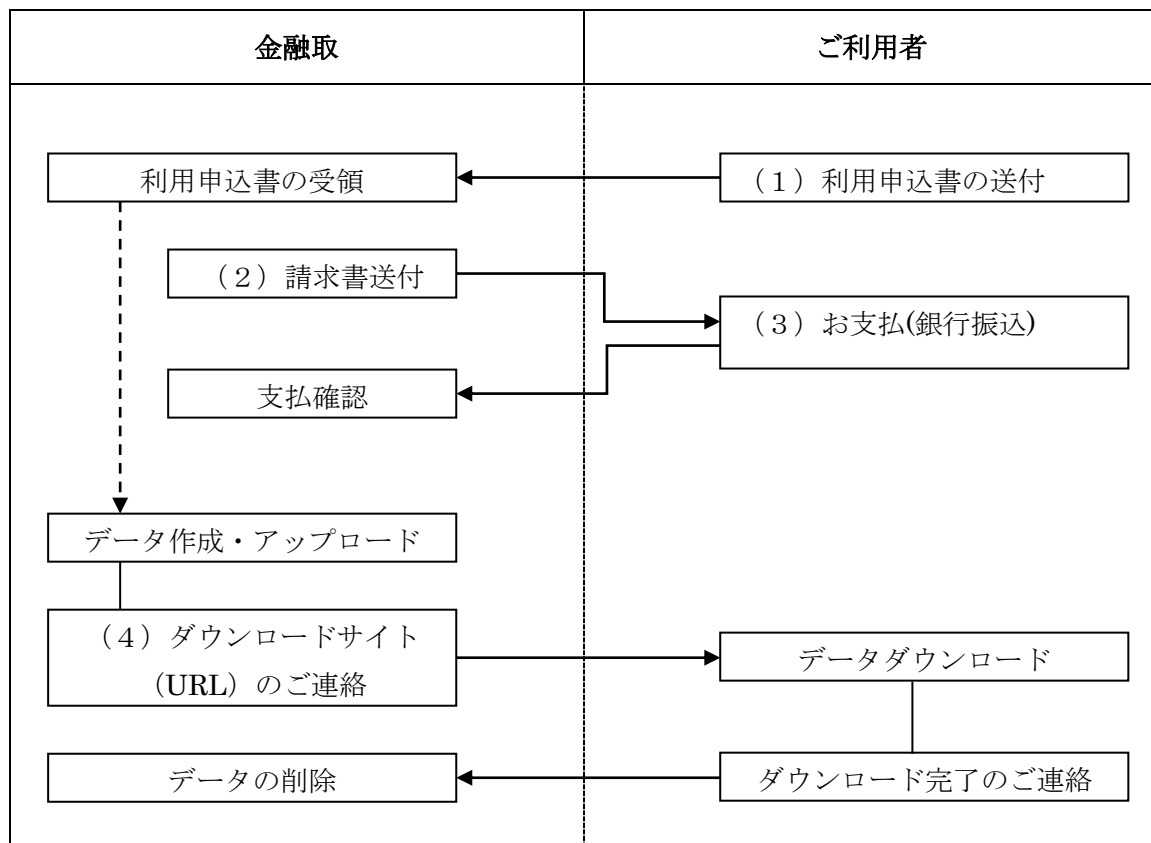 金融取
ご利用者
利用申込書の受領
（１）利用申込書の送付
（２）請求書送付
（３）お支払(銀行振込)
支払確認
データ作成・アップロード
（４）ダウンロードサイト
（URL）のご連絡
データダウンロード
データの削除
ダウンロード完了のご連絡